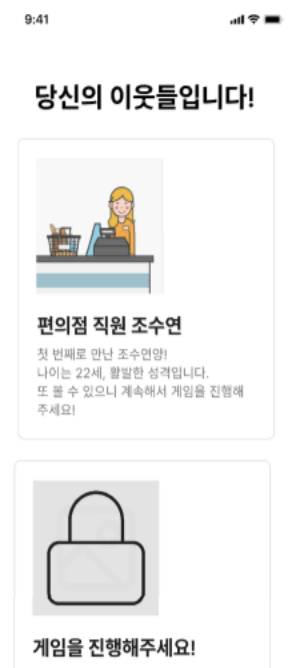 9:41
당신의 이웃들입니다!
편의점 직원 조수연
첫 번째로 만난 조수연양!
나이는 22세, 활발한 성격입니다.
또 볼 수 있으니 계속해서 게임을 진행해
주세요!
게임을 진행해주세요!